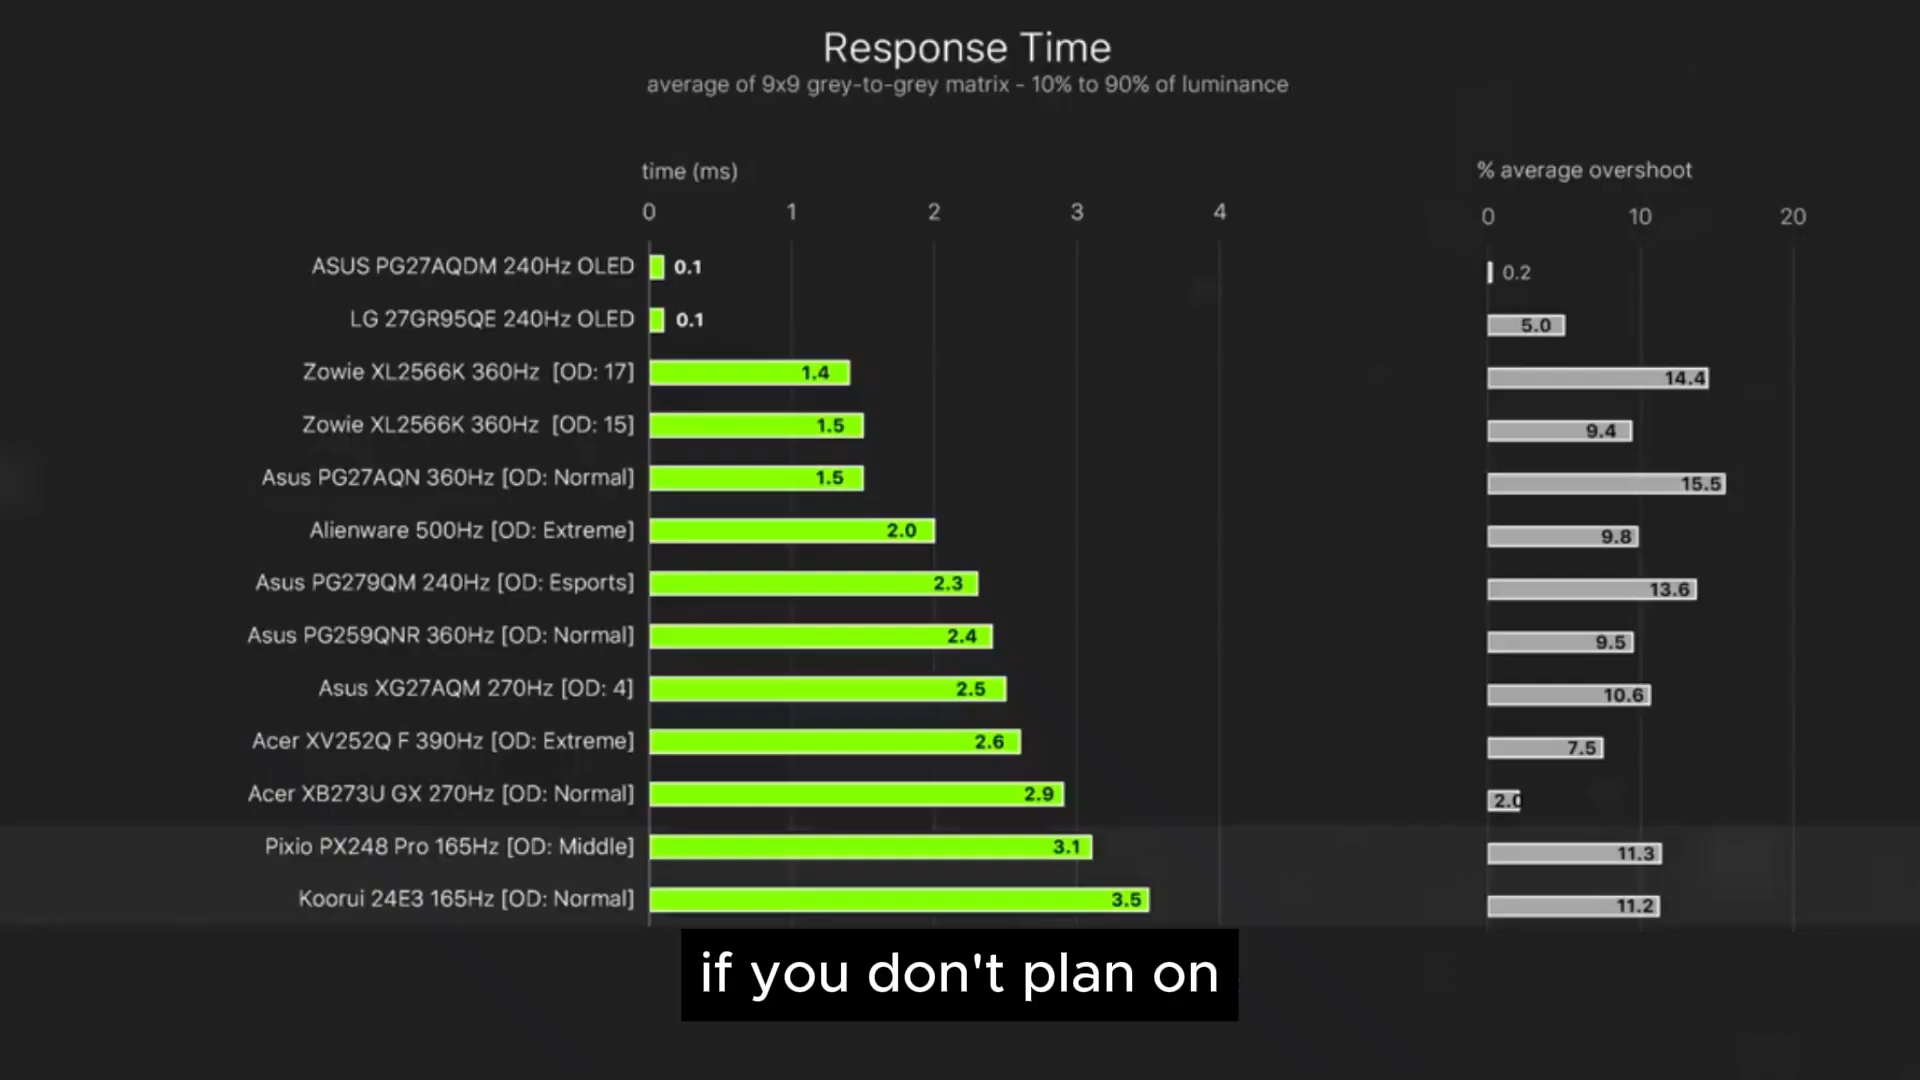 Response Time
average of 9x9 grey-to-grey matrix - 10% to 90% of luminance
time (ms) % average overshoot
0 1 2 3 4 0 10 20
ASUS PG27AQDM 240Hz OLED 0.1 0.2
LG 27GR95QE 240Hz OLED 0.1 5.0
Zowie XL2566K 360Hz [OD: 17] 1.4 14.4
Zowie XL2566K 360Hz [OD: 15] 1.5 9.4
Asus PG27AQN 360Hz [OD: Normal] 1.5 15.5
Alienware 500Hz [OD: Extreme] 2.0 9.8
Asus PG279QM 240Hz [OD: Esports] 2.3 13.6
Asus PG259QNR 360Hz [OD: Normal] 2.4 9.5
Asus XG27AQM 270Hz [OD: 4] 2.5 10.6
Acer XV252Q F 390Hz [OD: Extreme] 2.6 7.5
Acer XB273U GX 270Hz [OD: Normal] 2.9 2.0
Pixio PX248 Pro 165Hz [OD: Middle] 3.1 11.3
Koorui 24E3 165Hz [OD: Normal] 3.5 11.2
if you don't plan on